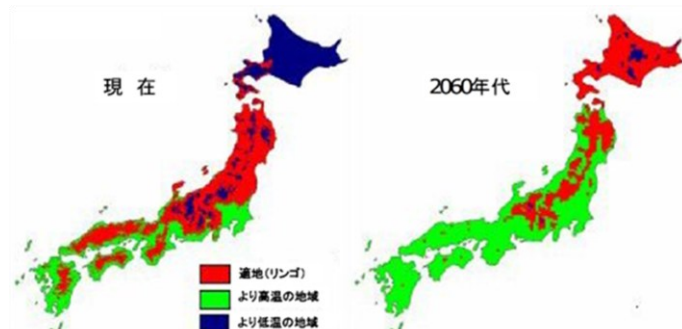 現 在
2060年代
適地(リンゴ)
より高温の地域
より低温の地域